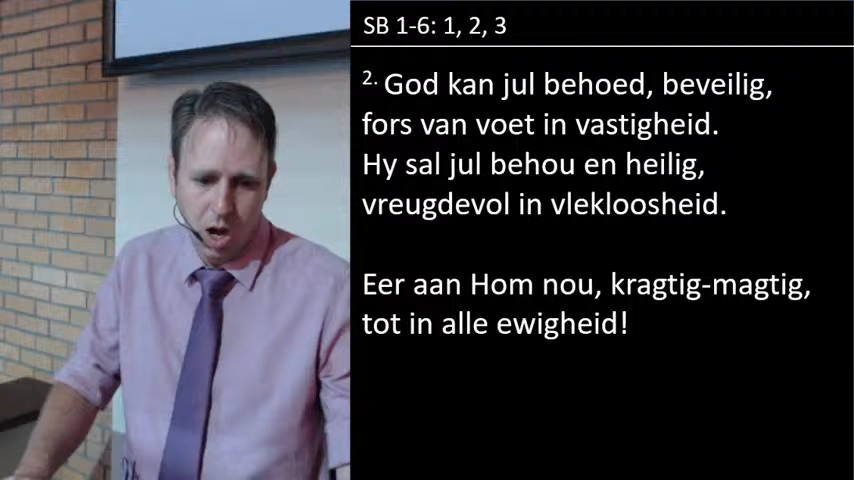 SB 1-6: 1, 2, 3
2. God kan jul behoed, beveilig,
fors van voet in vastigheid.
Hy sal jul behou en heilig,
vreugdevol in vlekloosheid.
Eer aan Hom nou, kragtig-magtig,
tot in alle ewigheid!